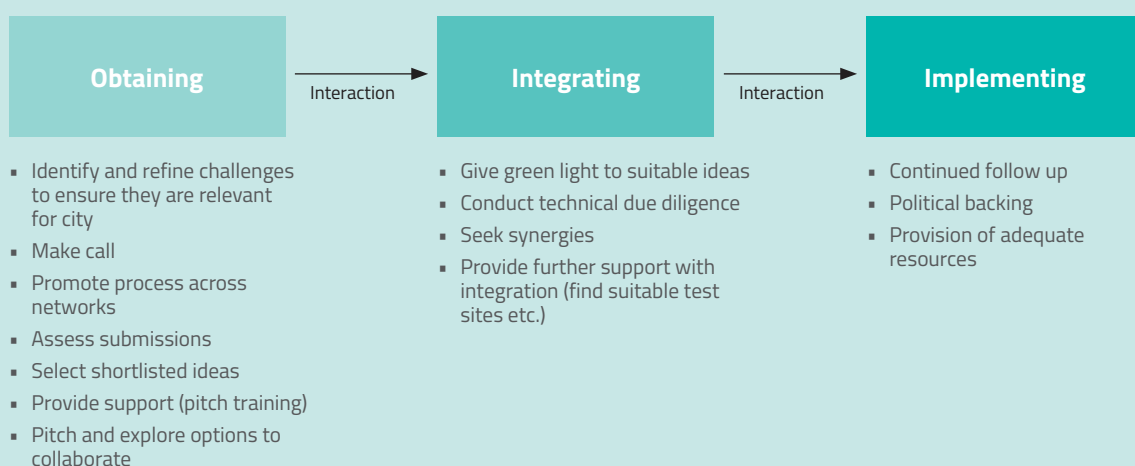 Obtaining
Interaction
Integrating
Interaction
Implementing
▪ Identify and refine challenges
to ensure they are relevant
for city
▪ Make call
▪ Promote process across
networks
▪ Assess submissions
▪ Select shortlisted ideas
▪ Provide support (pitch training)
▪ Pitch and explore options to
collaborate
▪ Give green light to suitable ideas
▪ Conduct technical due diligence
▪ Seek synergies
▪ Provide further support with
integration (find suitable test
sites etc.)
▪ Continued follow up
▪ Political backing
▪ Provision of adequate
resources